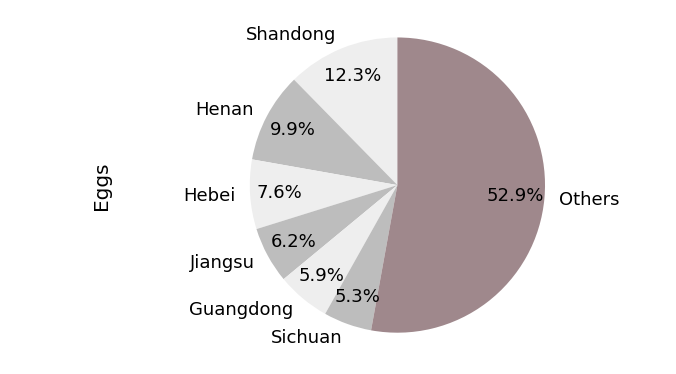 Eggs
Shandong
12.3%
Henan
9.9%
Hebei
7.6%
Jiangsu
6.2%
Guangdong
5.9%
Sichuan
5.3%
Others
52.9%